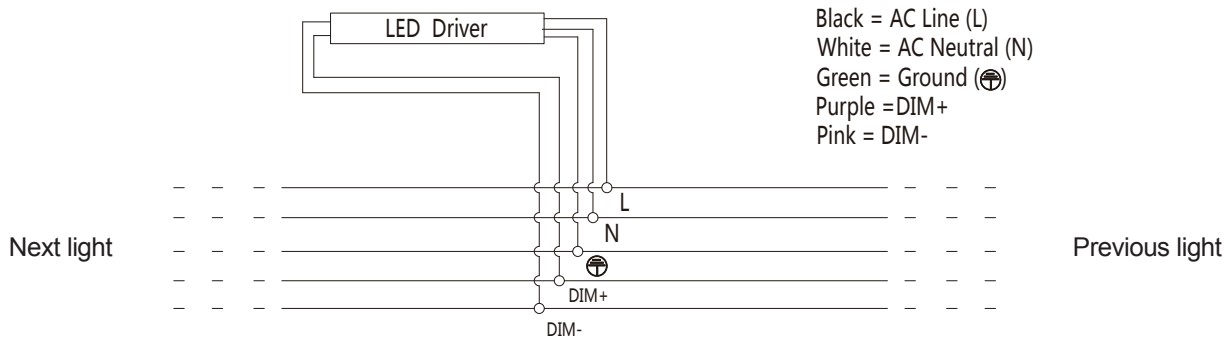 LED Driver
Black = AC Line (L)
White = AC Neutral (N)
Green = Ground (⏚)
Purple =DIM+
Pink = DIM-
L
N
DIM+
DIM-
Next light
Previous light